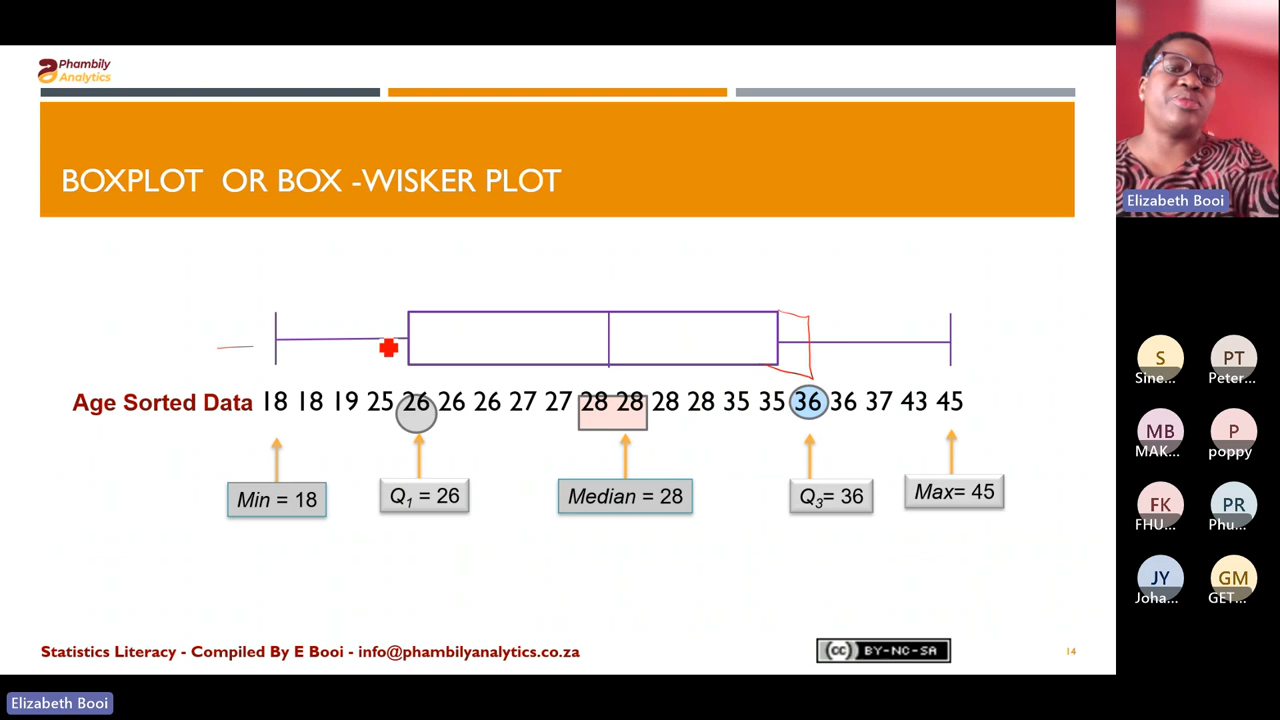 Phambily
Analytics
BOXPLOT OR BOX -WISKER PLOT
Age Sorted Data 18 18 19 25 26 26 26 27 27 28 28 28 28 35 35 36 36 37 43 45
Min = 18
Q1 = 26
Median = 28
Q3= 36
Max= 45
Statistics Literacy - Compiled By E Booi - info@phambilyanalytics.co.za
(cc) BY-NC-SA
14
Elizabeth Booi
S
Sine...
PT
Peter...
MB
MAK...
P
poppy
FK
FHU...
PR
Phu...
JY
Joha...
GM
GET...
Elizabeth Booi